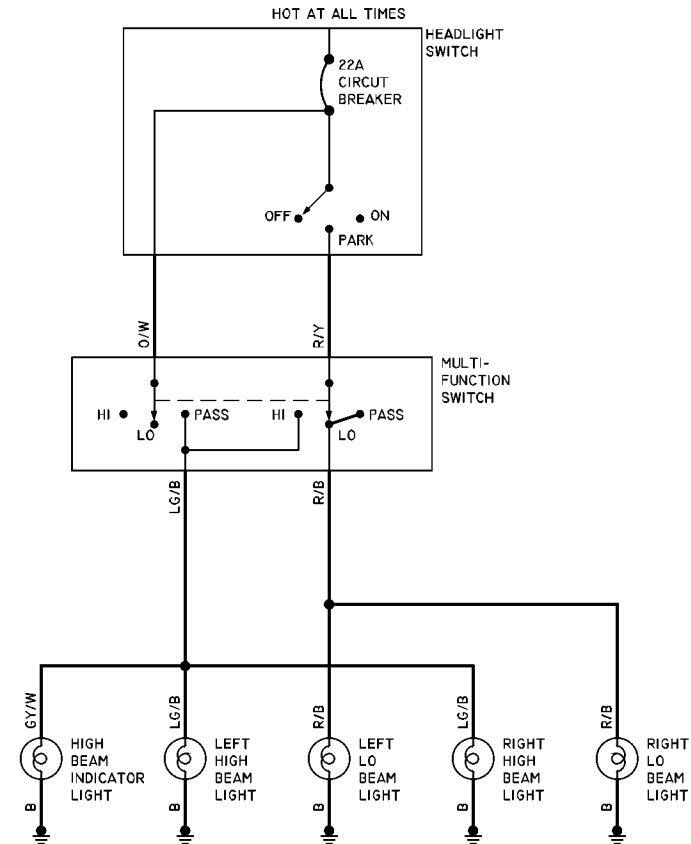 HOT AT ALL TIMES
HEADLIGHT
SWITCH
22A
CIRCUT
BREAKER
OFF
ON
PARK
O/W
R/Y
MULTI-
FUNCTION
SWITCH
HI
LO
PASS
HI
LO
PASS
LG/B
R/B
GY/W
LG/B
R/B
LG/B
R/B
HIGH
BEAM
INDICATOR
LIGHT
LEFT
HIGH
BEAM
LIGHT
LEFT
LO
BEAM
LIGHT
RIGHT
HIGH
BEAM
LIGHT
RIGHT
LO
BEAM
LIGHT
B
B
B
B
B